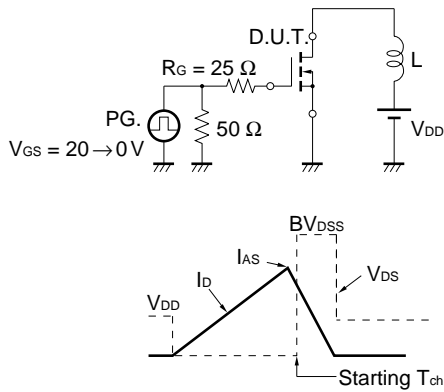 D.U.T.
RG = 25 Ω
L
PG.
50 Ω
VDD
VGS = 20 → 0 V
BVDSS
IAS
ID
VDS
VDD
Starting Tch